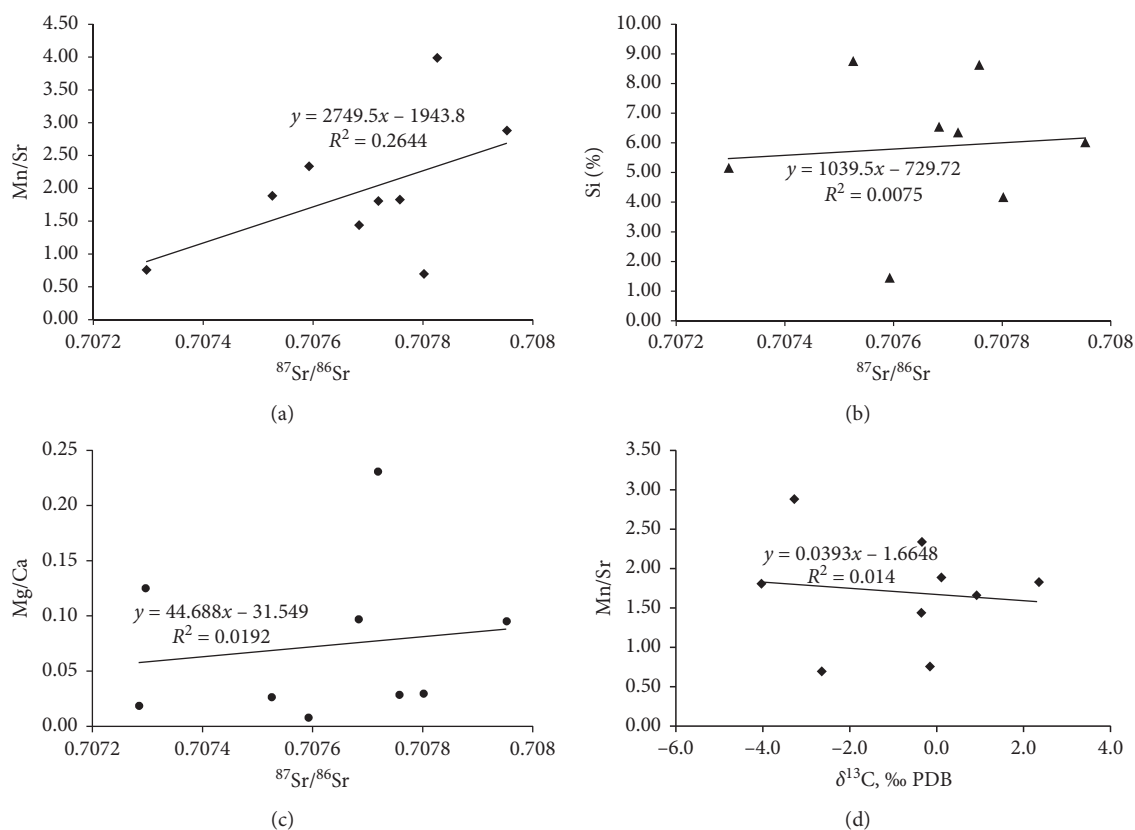 4.50
4.00
3.50
3.00
2.50
2.00
1.50
1.00
0.50
0.00
Mn/Sr
y = 2749.5x – 1943.8
R² = 0.2644
0.7072 0.7074 0.7076 0.7078 0.708
⁸⁷Sr/⁸⁶Sr
(a)
10.00
9.00
8.00
7.00
6.00
5.00
4.00
3.00
2.00
1.00
0.00
Si (%)
y = 1039.5x – 729.72
R² = 0.0075
0.7072 0.7074 0.7076 0.7078 0.708
⁸⁷Sr/⁸⁶Sr
(b)
0.25
0.20
0.15
0.10
0.05
0.00
Mg/Ca
y = 44.688x – 31.549
R² = 0.0192
0.7072 0.7074 0.7076 0.7078 0.708
⁸⁷Sr/⁸⁶Sr
(c)
3.50
3.00
2.50
2.00
1.50
1.00
0.50
0.00
Mn/Sr
y = 0.0393x – 1.6648
R² = 0.014
–6.0 –4.0 –2.0 0.0 2.0 4.0
δ¹³C, ‰ PDB
(d)